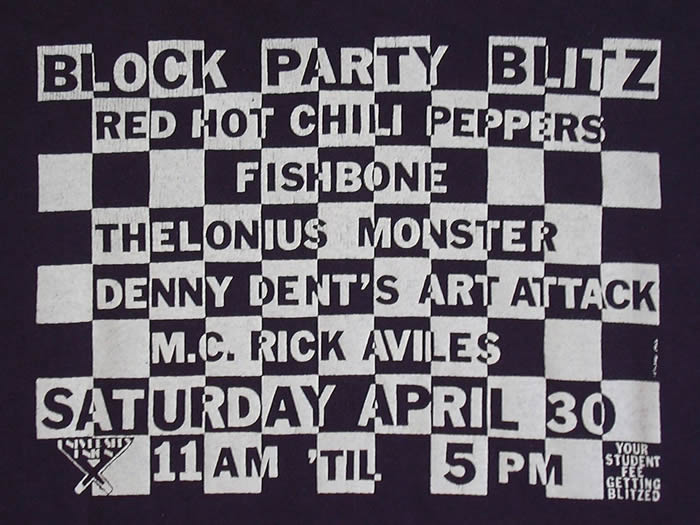 BLOCK PARTY BLITZ
RED HOT CHILI PEPPERS
FISHBONE
THELONIUS MONSTER
DENNY DENT'S ART ATTACK
M.C. RICK AVILES
SATURDAY APRIL 30
11 AM 'TIL 5 PM
UNIVERSITY
UNION
YOUR
STUDENT
FEE
GETTING
BLITZED